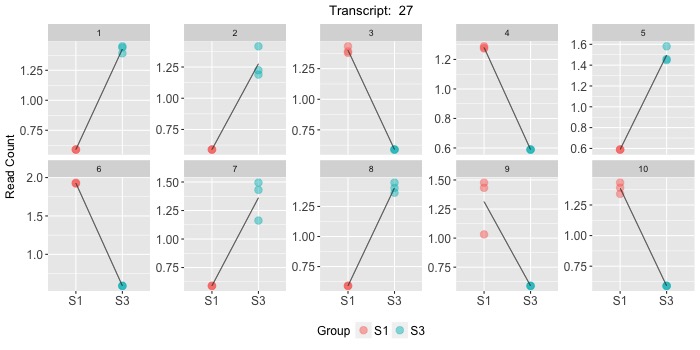 Transcript: 27
1 2 3 4 5
1.25 1.25 1.25 1.2 1.6
1.00 1.00 1.00 1.0 1.4
0.75 0.75 0.75 0.8 1.2
0.6 1.0
0.8
0.6
Read Count
6 7 8 9 10
2.0 1.50 1.25 1.50 1.25
1.5 1.25 1.00 1.25 1.00
1.0 1.00 0.75 1.00 0.75
0.75 0.75
S1 S3 S1 S3 S1 S3 S1 S3 S1 S3
Group S1 S3